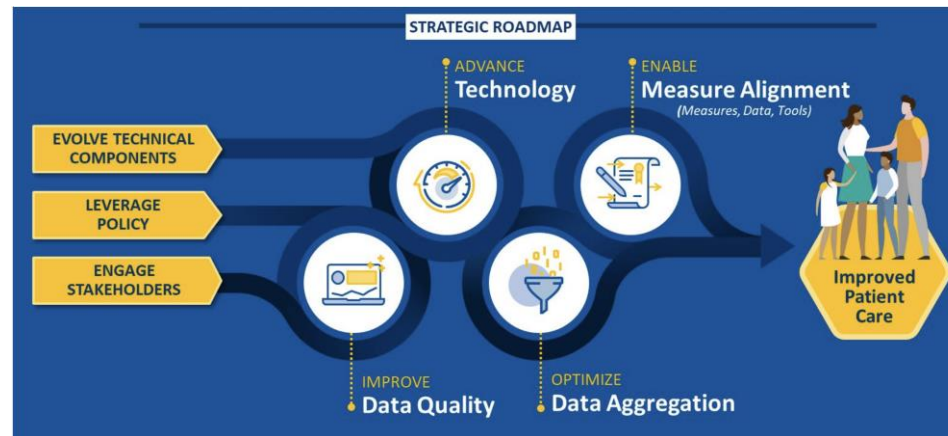 STRATEGIC ROADMAP
ADVANCE
Technology
ENABLE
Measure Alignment
(Measures, Data, Tools)
EVOLVE TECHNICAL
COMPONENTS
LEVERAGE
POLICY
ENGAGE
STAKEHOLDERS
IMPROVE
Data Quality
OPTIMIZE
Data Aggregation
Improved
Patient
Care